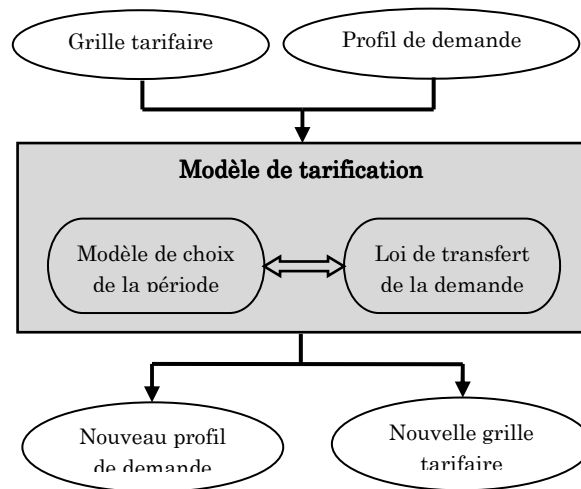 Grille tarifaire
Profil de demande
Modèle de tarification
Modèle de choix
de la période
Loi de transfert
de la demande
Nouveau profil
de demande
Nouvelle grille
tarifaire